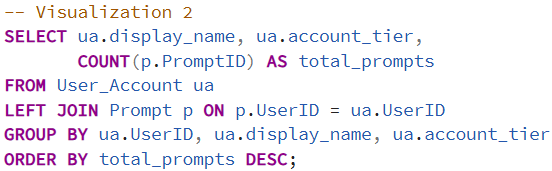 -- Visualization 2
SELECT ua.display_name, ua.account_tier,
       COUNT(p.PromptID) AS total_prompts
FROM User_Account ua
LEFT JOIN Prompt p ON p.UserID = ua.UserID
GROUP BY ua.UserID, ua.display_name, ua.account_tier
ORDER BY total_prompts DESC;